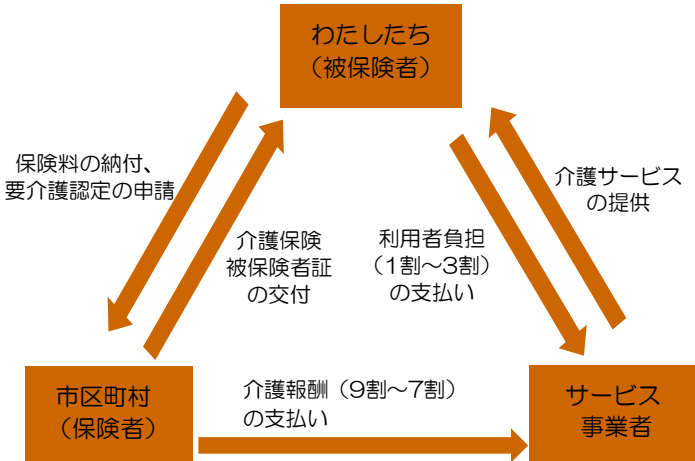 わたしたち
（被保険者）
保険料の納付、
要介護認定の申請
介護保険
被保険者証
の交付
利用者負担
（1割～3割）
の支払い
介護サービス
の提供
市区町村
（保険者）
介護報酬（9割～7割）
の支払い
サービス
事業者